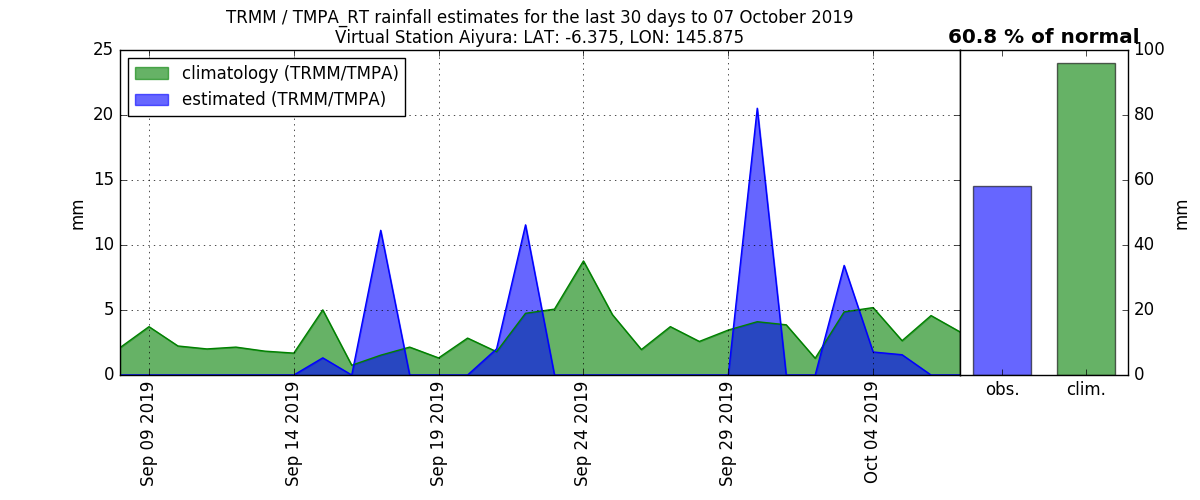 TRMM / TMPA_RT rainfall estimates for the last 30 days to 07 October 2019
Virtual Station Aiyura: LAT: -6.375, LON: 145.875
60.8 % of normal
climatology (TRMM/TMPA)
estimated (TRMM/TMPA)
25
20
15
10
5
0
mm
Sep 09 2019
Sep 14 2019
Sep 19 2019
Sep 24 2019
Sep 29 2019
Oct 04 2019
obs.
clim.
100
80
60
40
20
0
mm